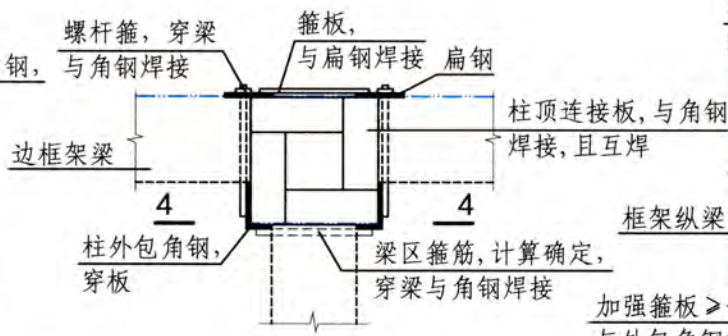 螺杆箍，穿梁
与角钢焊接
箍板，
与扁钢焊接
扁钢
钢，
柱顶连接板，与角钢
焊接，且互焊
边框架梁
4
4
框架纵梁
柱外包角钢，
穿板
梁区箍筋，计算确定，
穿梁与角钢焊接
加强箍板≥